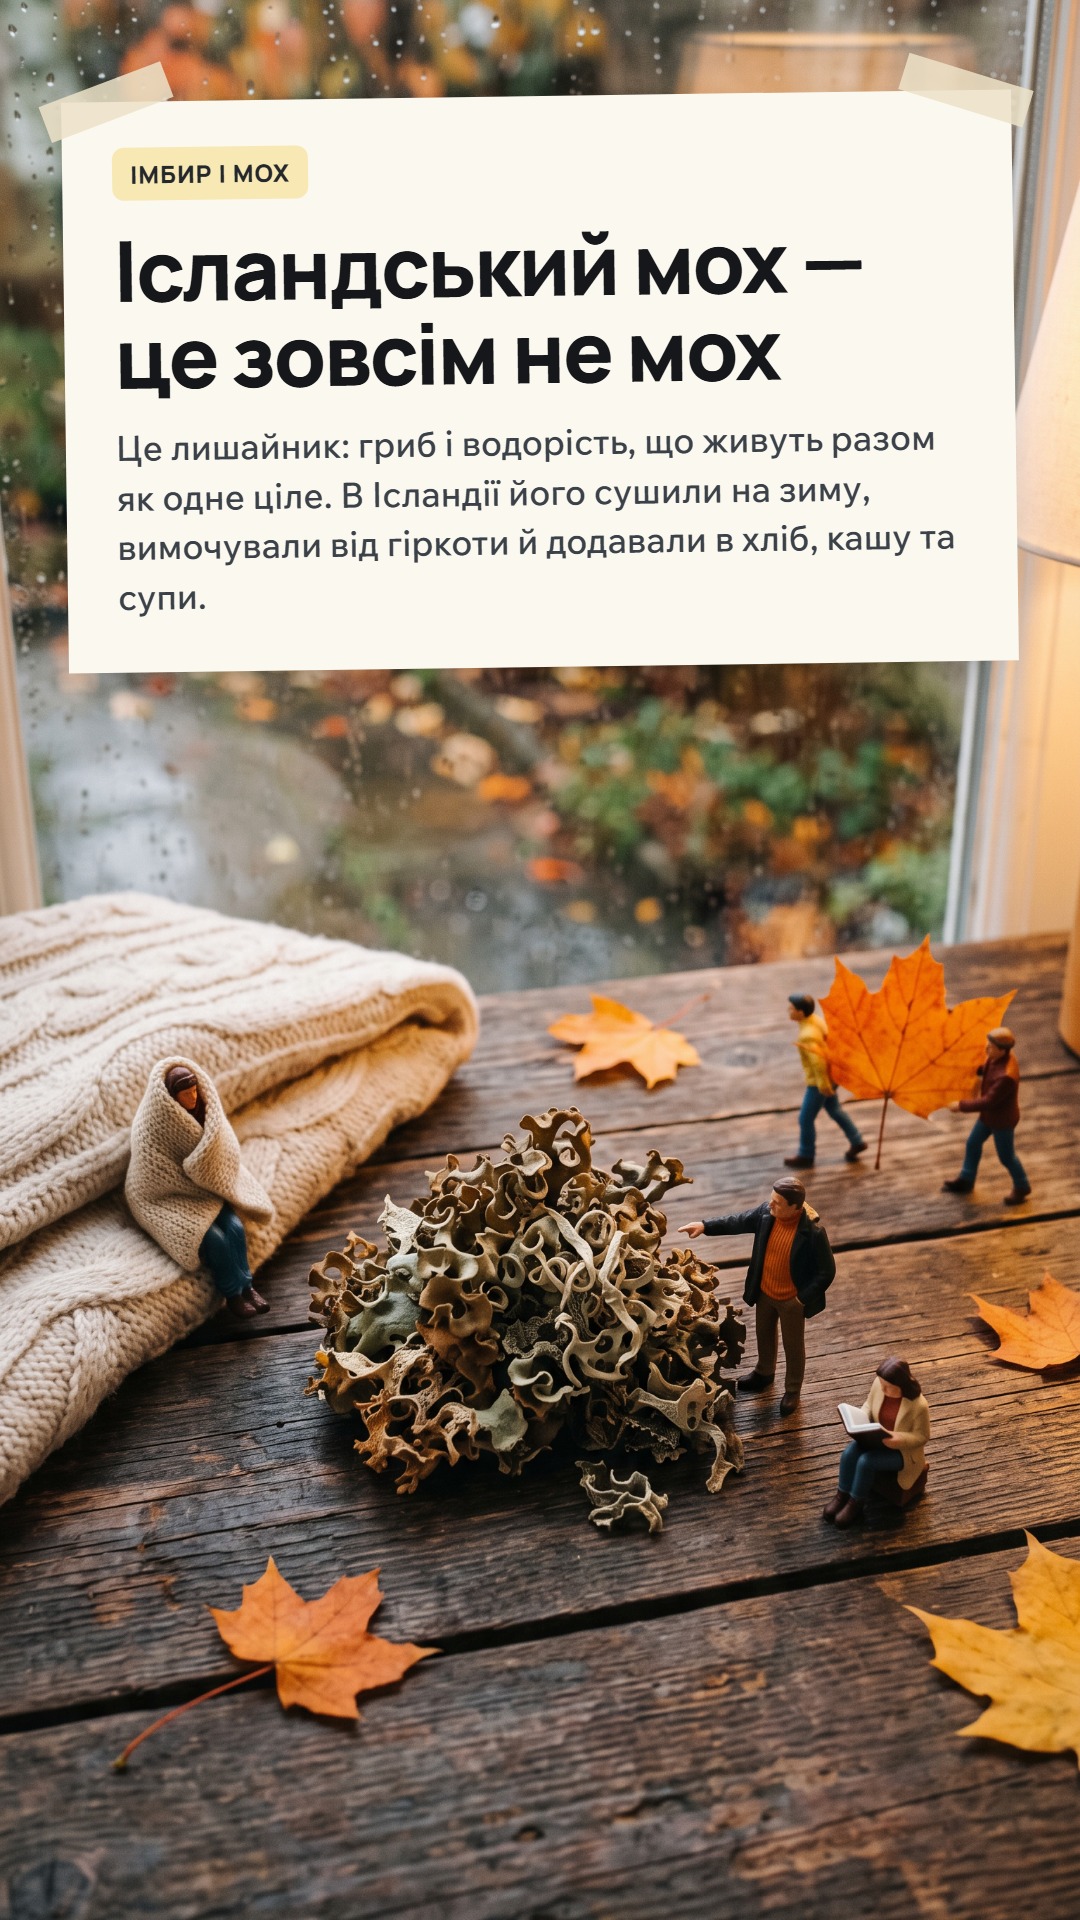 ІМБИР І МОХ
Ісландський мох —
це зовсім не мох
Це лишайник: гриб і водорість, що живуть разом
як одне ціле. В Ісландії його сушили на зиму,
вимочували від гіркоти й додавали в хліб, кашу та
супи.